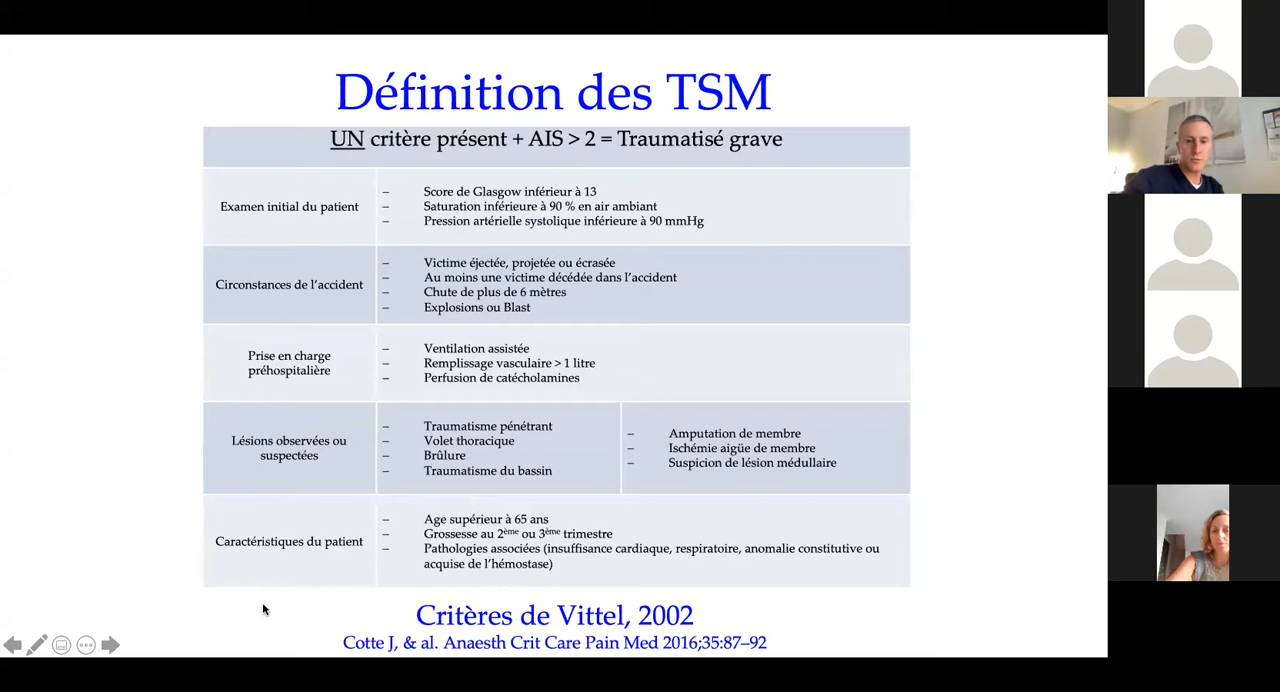 Définition des TSM
UN critère présent + AIS > 2 = Traumatisé grave
Examen initial du patient
– Score de Glasgow inférieur à 13
– Saturation inférieure à 90 % en air ambiant
– Pression artérielle systolique inférieure à 90 mmHg
Circonstances de l'accident
– Victime éjectée, projetée ou écrasée
– Au moins une victime décédée dans l'accident
– Chute de plus de 6 mètres
– Explosions ou Blast
Prise en charge
préhospitalière
– Ventilation assistée
– Remplissage vasculaire > 1 litre
– Perfusion de catécholamines
Lésions observées ou
suspectées
– Traumatisme pénétrant
– Volet thoracique
– Brûlure
– Traumatisme du bassin
– Amputation de membre
– Ischémie aigüe de membre
– Suspicion de lésion médullaire
Caractéristiques du patient
– Age supérieur à 65 ans
– Grossesse au 2ème ou 3ème trimestre
– Pathologies associées (insuffisance cardiaque, respiratoire, anomalie constitutive ou
acquise de l'hémostase)
Critères de Vittel, 2002
Cotte J, & al. Anaesth Crit Care Pain Med 2016;35:87–92